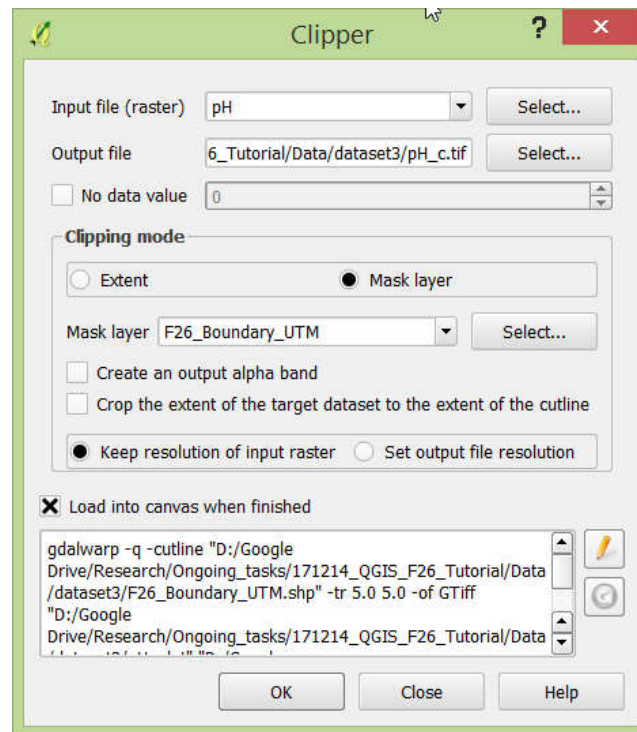 Clipper
?
Input file (raster) pH Select...
Output file 6_Tutorial/Data/dataset3/pH_c.tif Select...
No data value 0
Clipping mode
Extent Mask layer
Mask layer F26_Boundary_UTM Select...
Create an output alpha band
Crop the extent of the target dataset to the extent of the cutline
Keep resolution of input raster Set output file resolution
Load into canvas when finished
gdalwarp -q -cutline "D:/Google
Drive/Research/Ongoing_tasks/171214_QGIS_F26_Tutorial/Data
/dataset3/F26_Boundary_UTM.shp" -tr 5.0 5.0 -of GTiff
"D:/Google
Drive/Research/Ongoing_tasks/171214_QGIS_F26_Tutorial/Data
OK Close Help